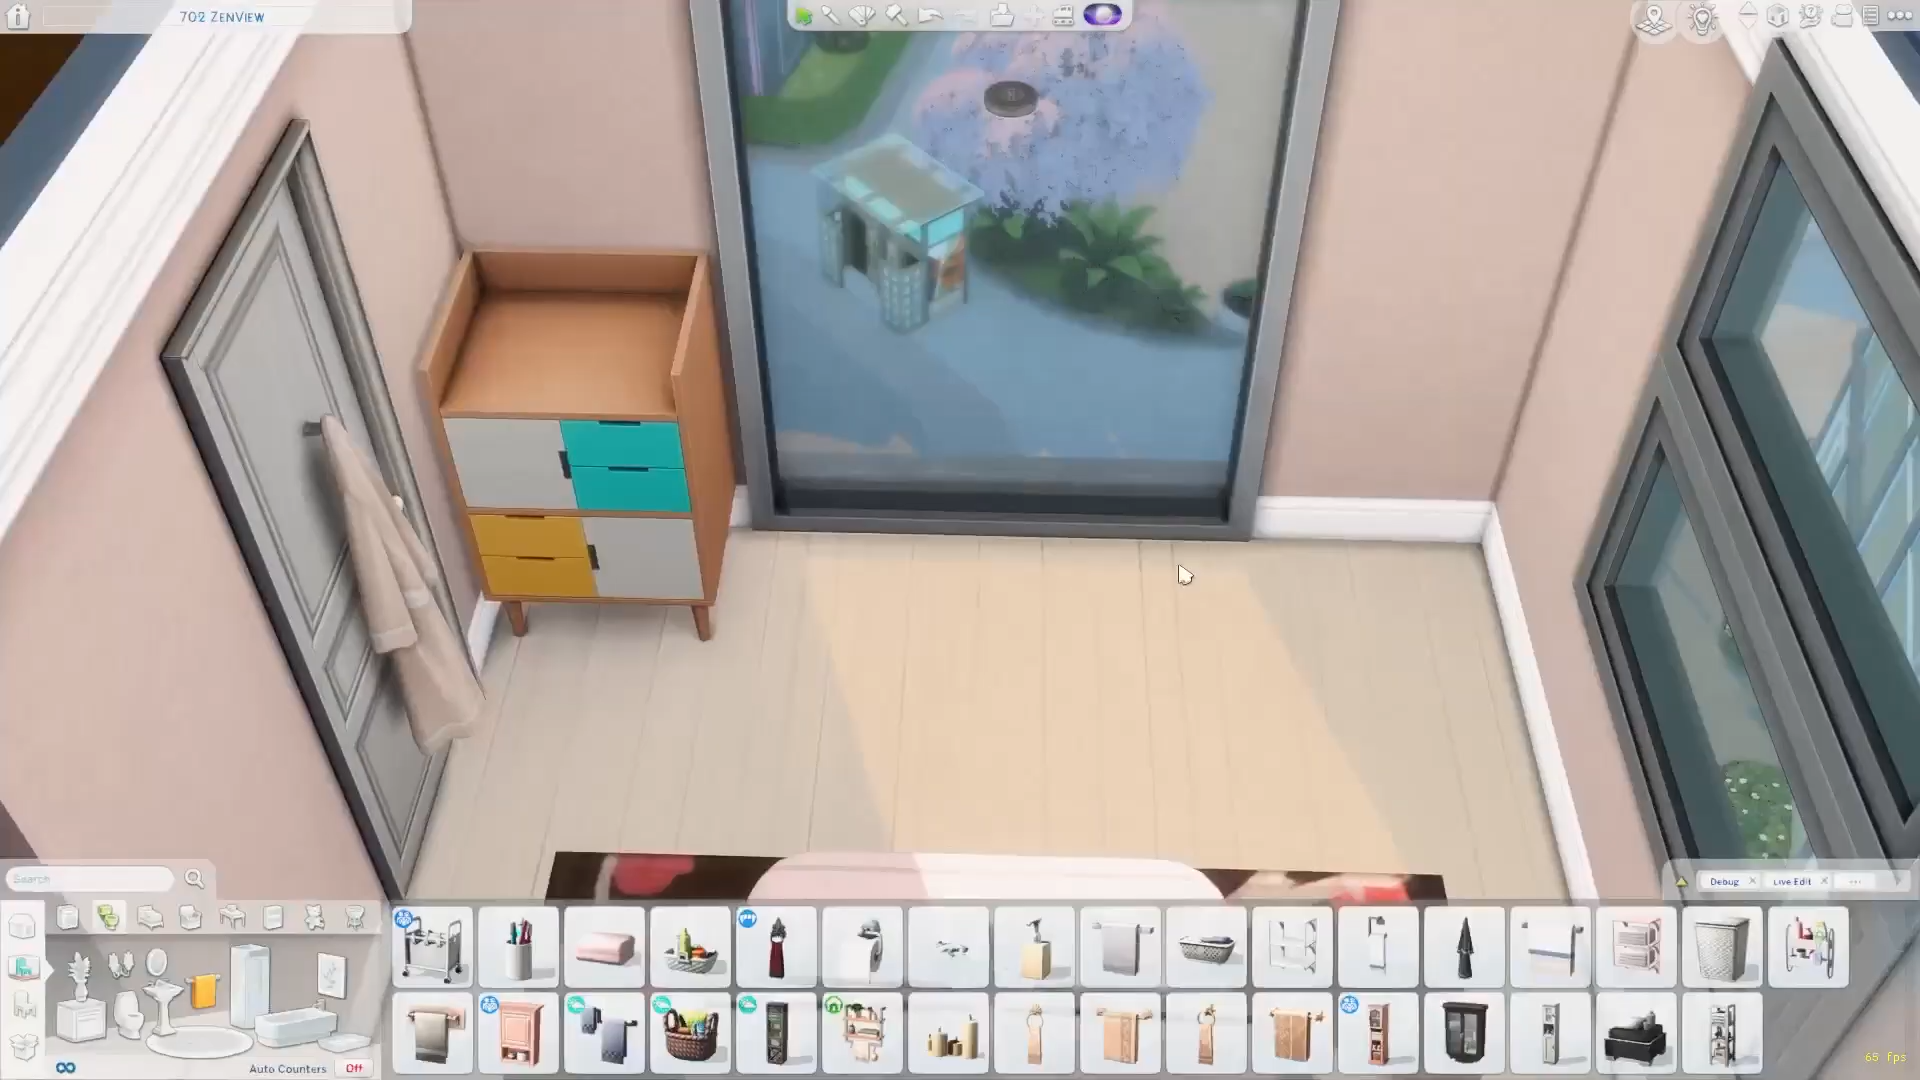 702 ZenView
Search
Debug
Live Edit
Auto Counters
Off
65 fps